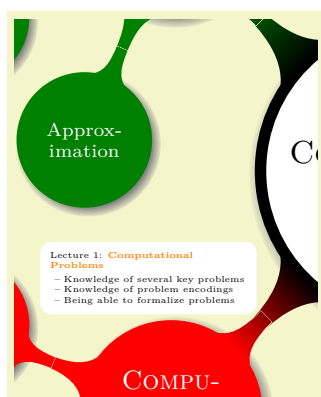 Approx-
imation
Co
Lecture 1: Computational
Problems
– Knowledge of several key problems
– Knowledge of problem encodings
– Being able to formalize problems
Compu-